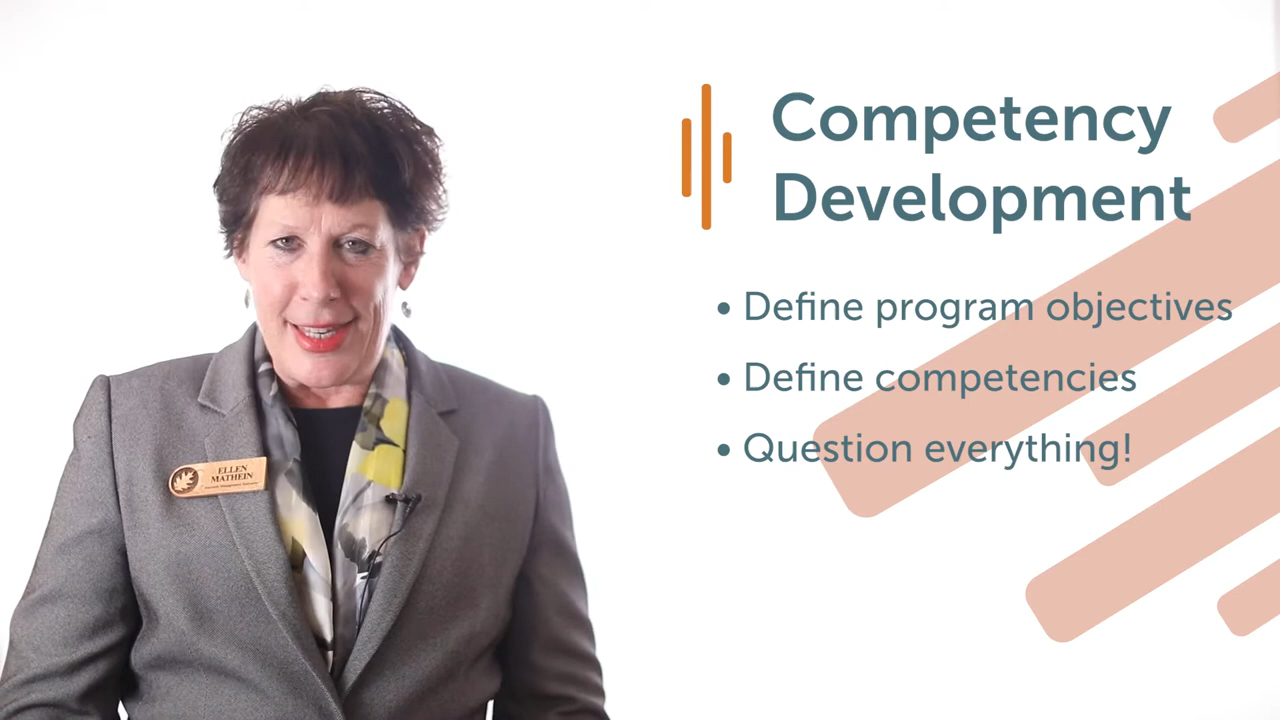 Competency
Development
• Define program objectives
• Define competencies
• Question everything!
ELLEN
MATHEIN